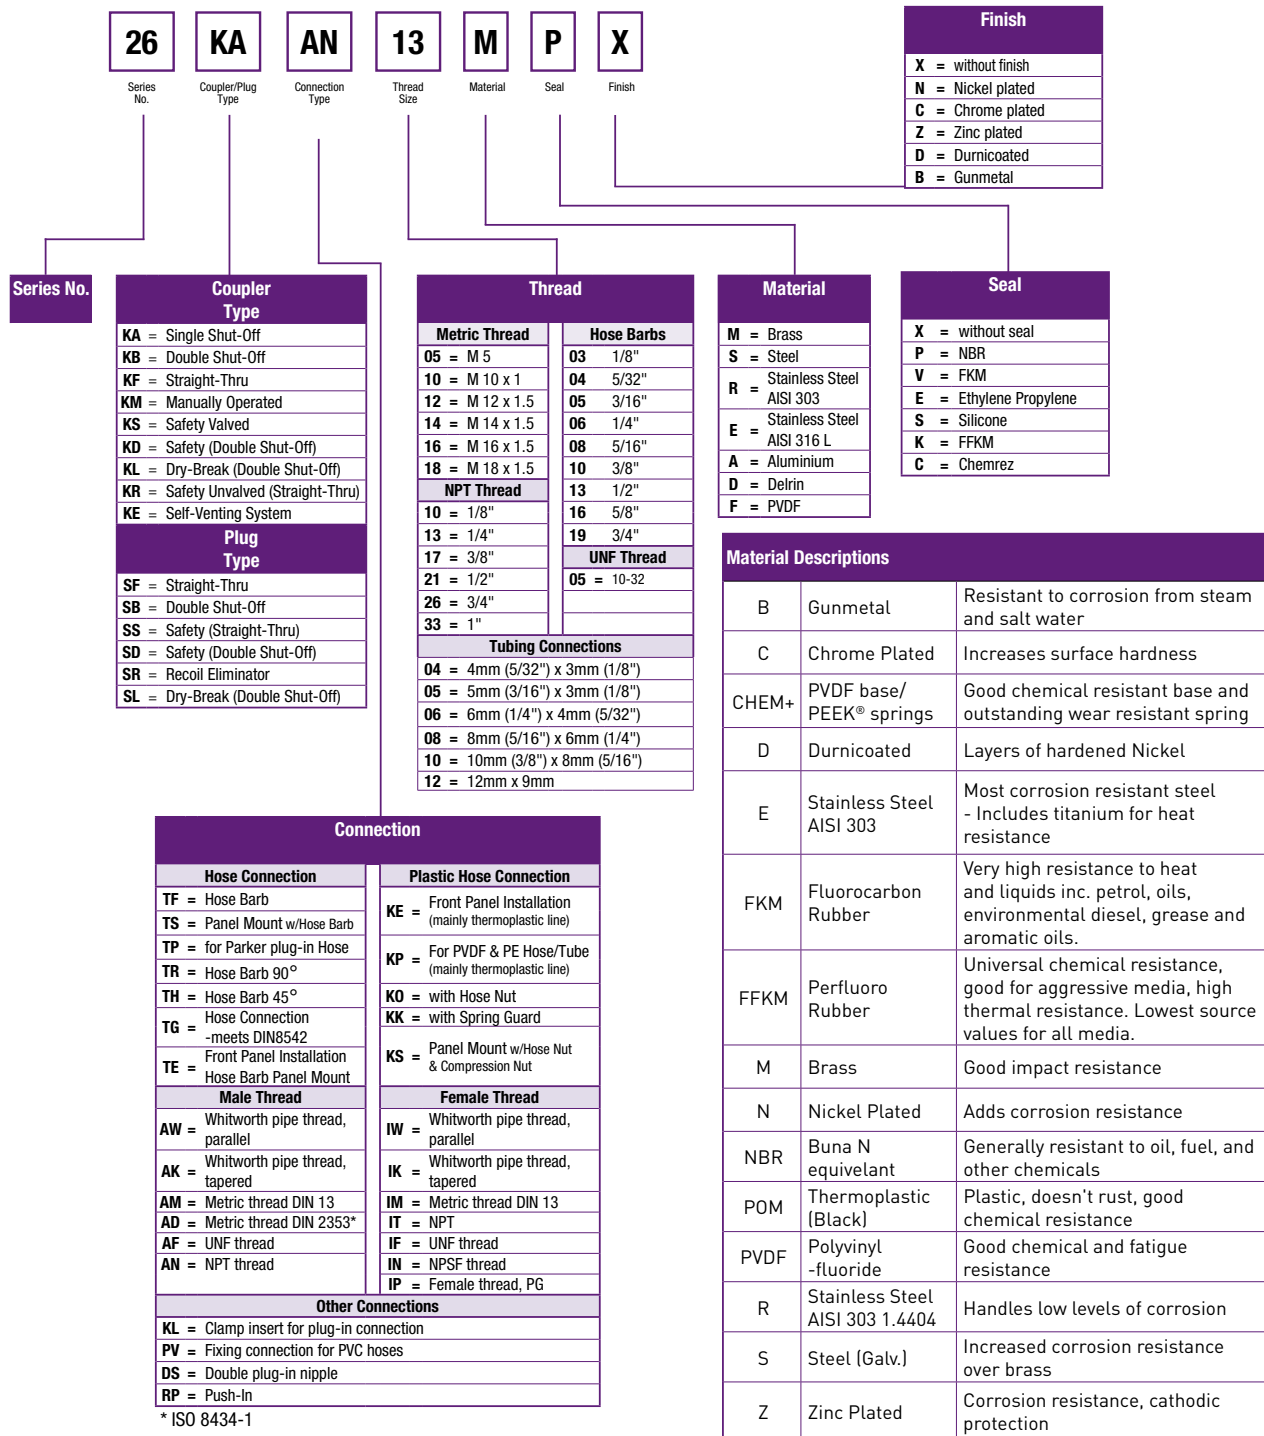 26 KA AN 13 M P X
Series No.
Coupler/Plug Type
Connection Type
Thread Size
Material
Seal
Finish
Finish
X = without finish
N = Nickel plated
C = Chrome plated
Z = Zinc plated
D = Durnicoated
B = Gunmetal
Series No.
Coupler
Type
KA = Single Shut-Off
KB = Double Shut-Off
KF = Straight-Thru
KM = Manually Operated
KS = Safety Valved
KD = Safety (Double Shut-Off)
KL = Dry-Break (Double Shut-Off)
KR = Safety Unvalved (Straight-Thru)
KE = Self-Venting System
Plug
Type
SF = Straight-Thru
SB = Double Shut-Off
SS = Safety (Straight-Thru)
SD = Safety (Double Shut-Off)
SR = Recoil Eliminator
SL = Dry-Break (Double Shut-Off)
Thread
Metric Thread
05 = M 5
10 = M 10 x 1
12 = M 12 x 1.5
14 = M 14 x 1.5
16 = M 16 x 1.5
18 = M 18 x 1.5
NPT Thread
10 = 1/8"
13 = 1/4"
17 = 3/8"
21 = 1/2"
26 = 3/4"
33 = 1"
Hose Barbs
03 1/8"
04 5/32"
05 3/16"
06 1/4"
08 5/16"
10 3/8"
13 1/2"
16 5/8"
19 3/4"
UNF Thread
05 = 10-32
Tubing Connections
04 = 4mm (5/32") x 3mm (1/8")
05 = 5mm (3/16") x 3mm (1/8")
06 = 6mm (1/4") x 4mm (5/32")
08 = 8mm (5/16") x 6mm (1/4")
10 = 10mm (3/8") x 8mm (5/16")
12 = 12mm x 9mm
Material
M = Brass
S = Steel
R = Stainless Steel
AISI 303
E = Stainless Steel
AISI 316 L
A = Aluminium
D = Delrin
F = PVDF
Seal
X = without seal
P = NBR
V = FKM
E = Ethylene Propylene
S = Silicone
K = FFKM
C = Chemrez
Connection
Hose Connection
TF = Hose Barb
TS = Panel Mount w/Hose Barb
TP = for Parker plug-in Hose
TR = Hose Barb 90°
TH = Hose Barb 45°
TG = Hose Connection
-meets DIN8542
TE = Front Panel Installation
Hose Barb Panel Mount
Male Thread
AW = Whitworth pipe thread,
parallel
AK = Whitworth pipe thread,
tapered
AM = Metric thread DIN 13
AD = Metric thread DIN 2353*
AF = UNF thread
AN = NPT thread
Plastic Hose Connection
KE = Front Panel Installation
(mainly thermoplastic line)
KP = For PVDF & PE Hose/Tube
(mainly thermoplastic line)
KO = with Hose Nut
KK = with Spring Guard
KS = Panel Mount w/Hose Nut
& Compression Nut
Female Thread
IW = Whitworth pipe thread,
parallel
IK = Whitworth pipe thread,
tapered
IM = Metric thread DIN 13
IT = NPT
IF = UNF thread
IN = NPSF thread
IP = Female thread, PG
Other Connections
KL = Clamp insert for plug-in connection
PV = Fixing connection for PVC hoses
DS = Double plug-in nipple
RP = Push-In
* ISO 8434-1
Material Descriptions
B Gunmetal Resistant to corrosion from steam
and salt water
C Chrome Plated Increases surface hardness
CHEM+ PVDF base/ Good chemical resistant base and
PEEK® springs outstanding wear resistant spring
D Durnicoated Layers of hardened Nickel
E Stainless Steel AISI 303 Most corrosion resistant steel
- Includes titanium for heat
resistance
FKM Fluorocarbon Rubber Very high resistance to heat
and liquids inc. petrol, oils,
environmental diesel, grease and
aromatic oils.
FFKM Perfluoro Rubber Universal chemical resistance,
good for aggressive media, high
thermal resistance. Lowest source
values for all media.
M Brass Good impact resistance
N Nickel Plated Adds corrosion resistance
NBR Buna N Generally resistant to oil, fuel, and
equivelant other chemicals
POM Thermoplastic Plastic, doesn't rust, good
(Black) chemical resistance
PVDF Polyvinyl Good chemical and fatigue
-fluoride resistance
R Stainless Steel
AISI 303 1.4404 Handles low levels of corrosion
S Steel (Galv.) Increased corrosion resistance
over brass
Z Zinc Plated Corrosion resistance, cathodic
protection